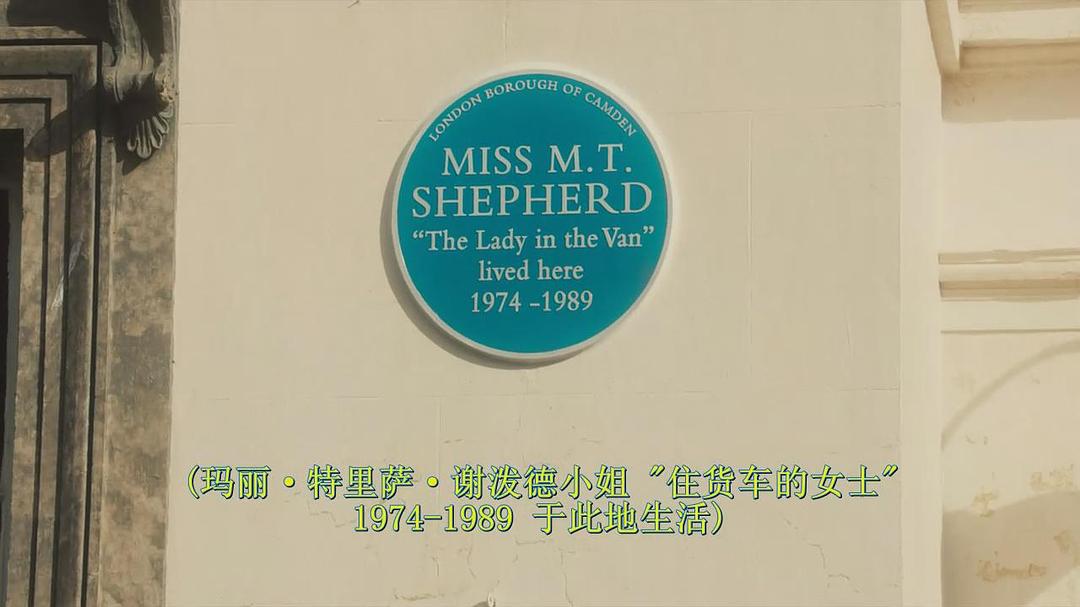 LONDON BOROUGH OF CAMDEN
MISS M.T.
SHEPHERD
“The Lady in the Van”
lived here
1974 – 1989
(玛丽·特里萨·谢泼德小姐 "住货车的女士"
1974-1989 于此地生活)